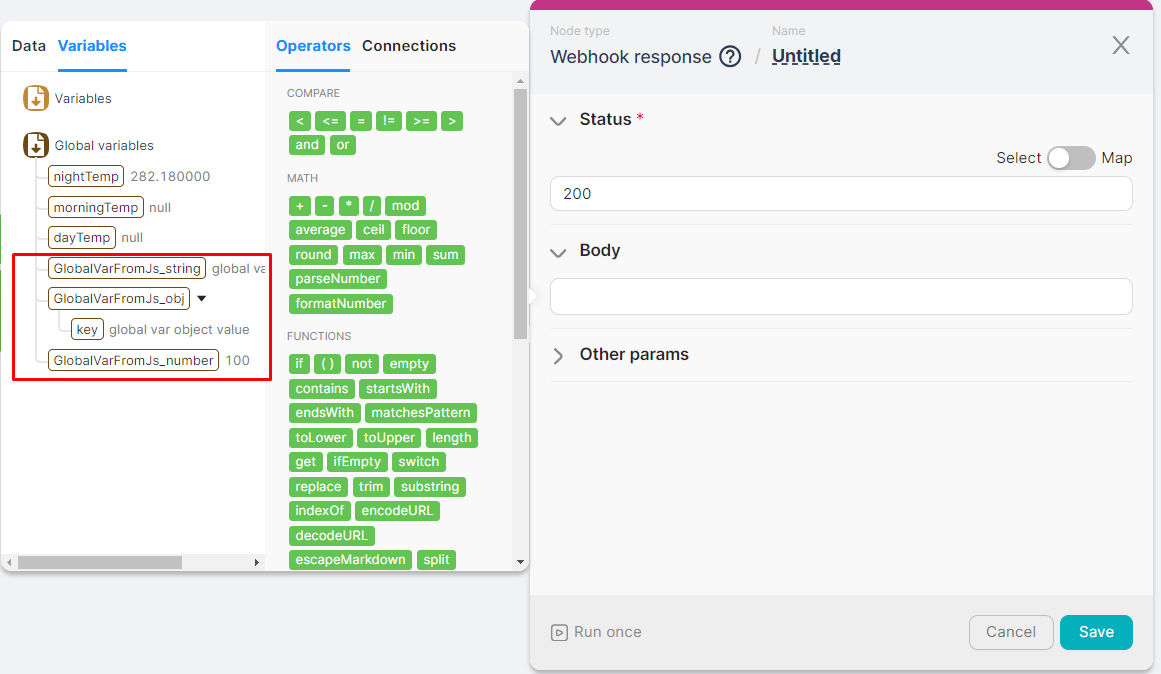 Data Variables
Variables
Global variables
nightTemp 282.180000
morningTemp null
dayTemp null
GlobalVarFromJs_string global va
GlobalVarFromJs_obj
key global var object value
GlobalVarFromJs_number 100
Operators Connections
COMPARE
< <= = != >= >
and or
MATH
+ - * / mod
average ceil floor
round max min sum
parseNumber
formatNumber
FUNCTIONS
if ( ) not empty
contains startsWith
endsWith matchesPattern
toLower toUpper length
get ifEmpty switch
replace trim substring
indexOf encodeURL
decodeURL
escapeMarkdown split
Node type Name
Webhook response ? / Untitled
X
Status *
Select Map
200
Body
Other params
Run once Cancel Save